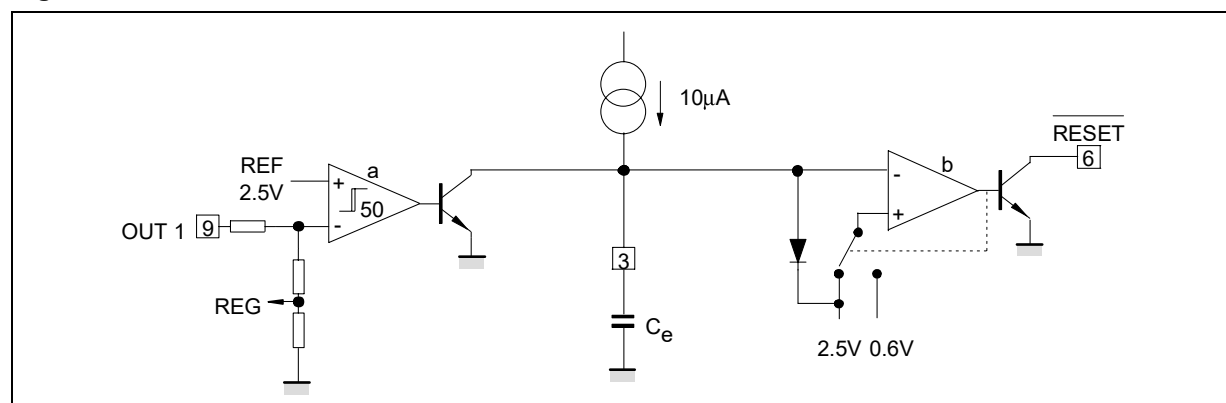 10μA
RESET
6
REF
2.5V
a
+
50
-
b
-
+
OUT 1
9
3
REG
Ce
2.5V 0.6V